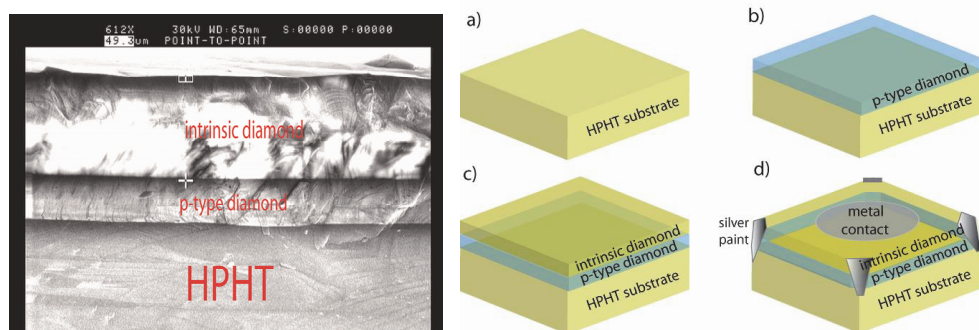 612X 30kV WD:65mm S:00000 P:00000
49.3um POINT-TO-POINT
intrinsic diamond
p-type diamond
HPHT
a)
HPHT substrate
b)
p-type diamond
HPHT substrate
c)
intrinsic diamond
p-type diamond
HPHT substrate
d)
silver
paint
metal
contact
intrinsic diamond
p-type diamond
HPHT substrate